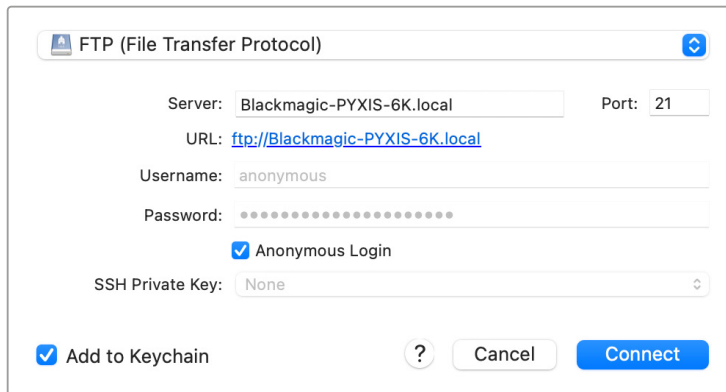 FTP (File Transfer Protocol)
Server: Blackmagic-PYXIS-6K.local Port: 21
URL: ftp://Blackmagic-PYXIS-6K.local
Username: anonymous
Password: •••••••••••••••••••••
Anonymous Login
SSH Private Key: None
Add to Keychain ? Cancel Connect